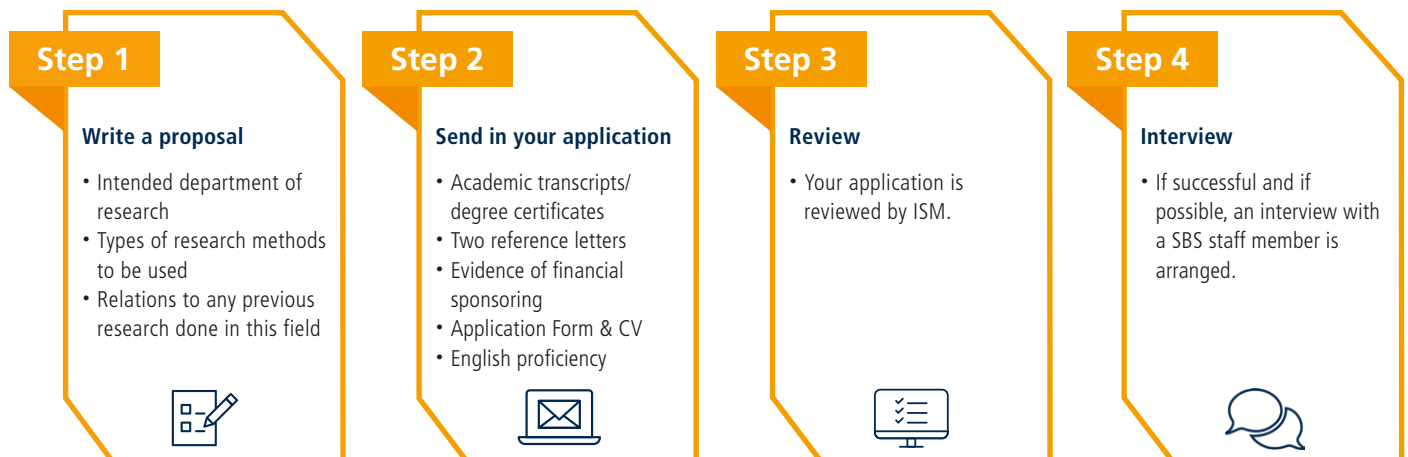 Step 1
Write a proposal
• Intended department of
research
• Types of research methods
to be used
• Relations to any previous
research done in this field
Step 2
Send in your application
• Academic transcripts/
degree certificates
• Two reference letters
• Evidence of financial
sponsoring
• Application Form & CV
• English proficiency
Step 3
Review
• Your application is
reviewed by ISM.
Step 4
Interview
• If successful and if
possible, an interview with
a SBS staff member is
arranged.